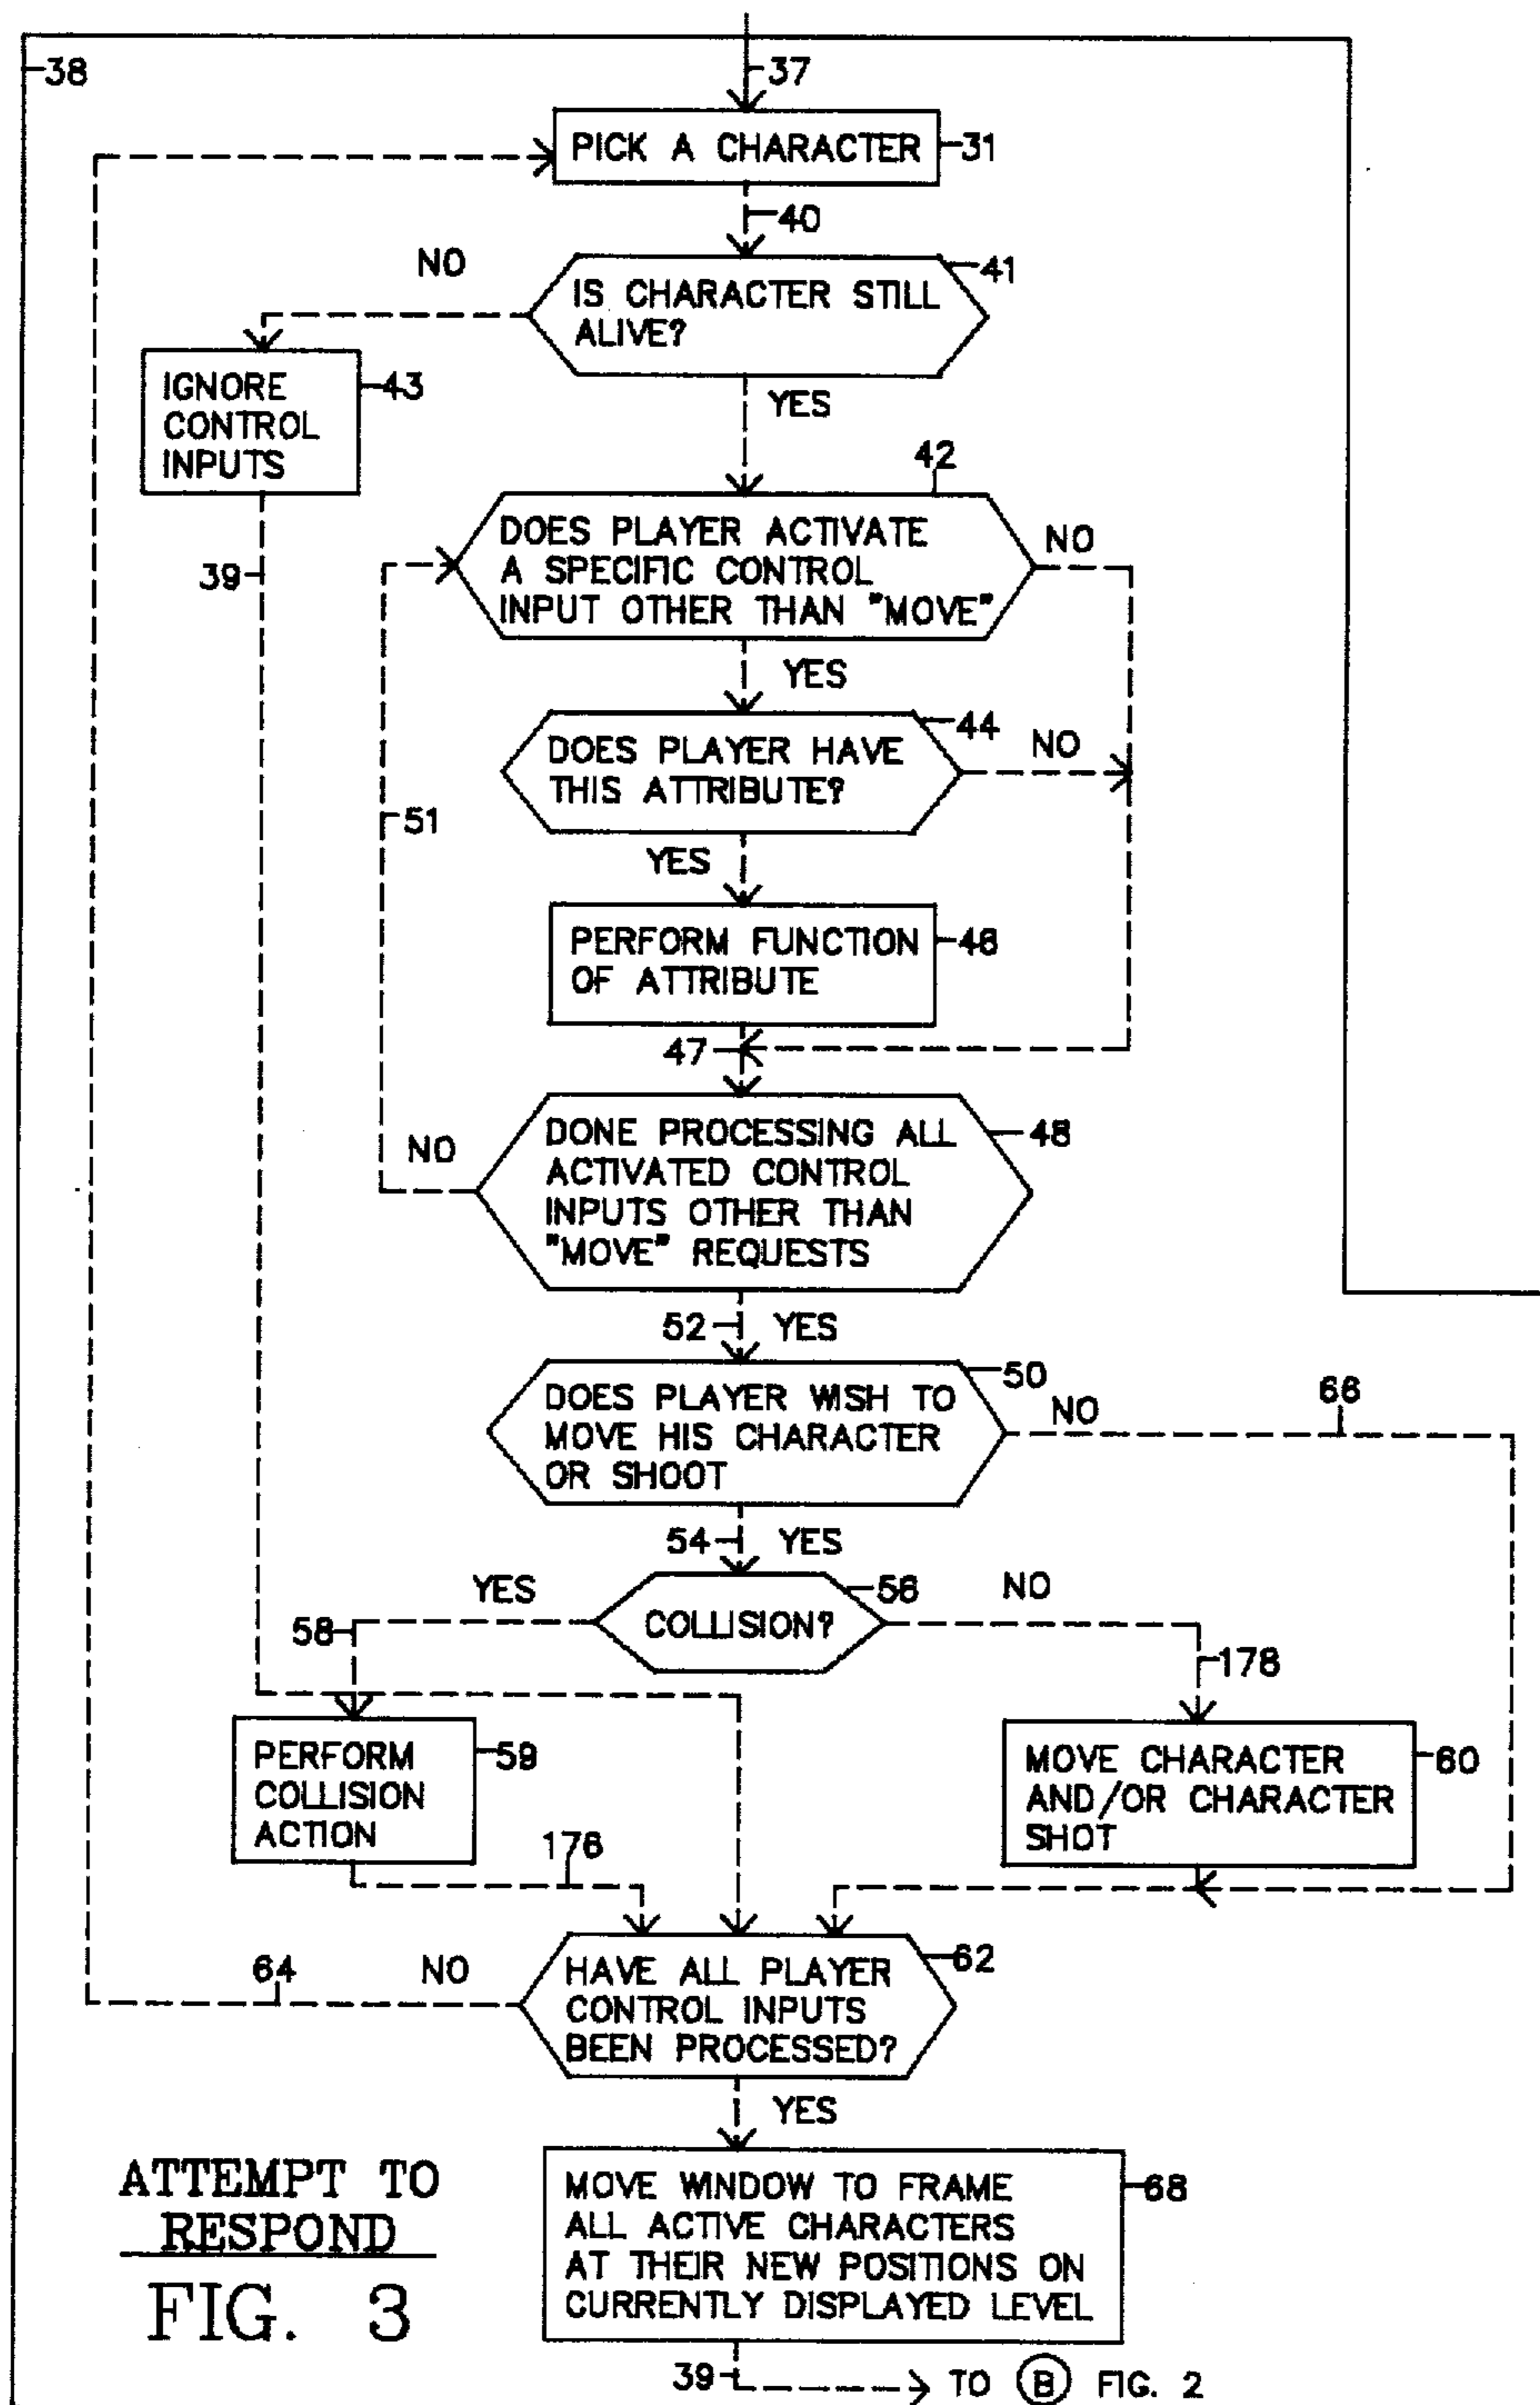 38
37
PICK A CHARACTER
31
40
NO
41
IS CHARACTER STILL
ALIVE?
IGNORE
CONTROL
INPUTS
43
YES
42
DOES PLAYER ACTIVATE
A SPECIFIC CONTROL
INPUT OTHER THAN "MOVE"
NO
39
YES
44
DOES PLAYER HAVE
THIS ATTRIBUTE?
NO
51
YES
PERFORM FUNCTION
OF ATTRIBUTE
46
47
DONE PROCESSING ALL
ACTIVATED CONTROL
INPUTS OTHER THAN
"MOVE" REQUESTS
48
NO
52
YES
50
DOES PLAYER WISH TO
MOVE HIS CHARACTER
OR SHOOT
NO
66
54
YES
YES
56
NO
COLLISION?
58
178
PERFORM
COLLISION
ACTION
59
MOVE CHARACTER
AND/OR CHARACTER
SHOT
60
176
64
NO
HAVE ALL PLAYER
CONTROL INPUTS
BEEN PROCESSED?
62
YES
ATTEMPT TO
RESPOND
FIG. 3
MOVE WINDOW TO FRAME
ALL ACTIVE CHARACTERS
AT THEIR NEW POSITIONS ON
CURRENTLY DISPLAYED LEVEL
68
39
TO B FIG. 2